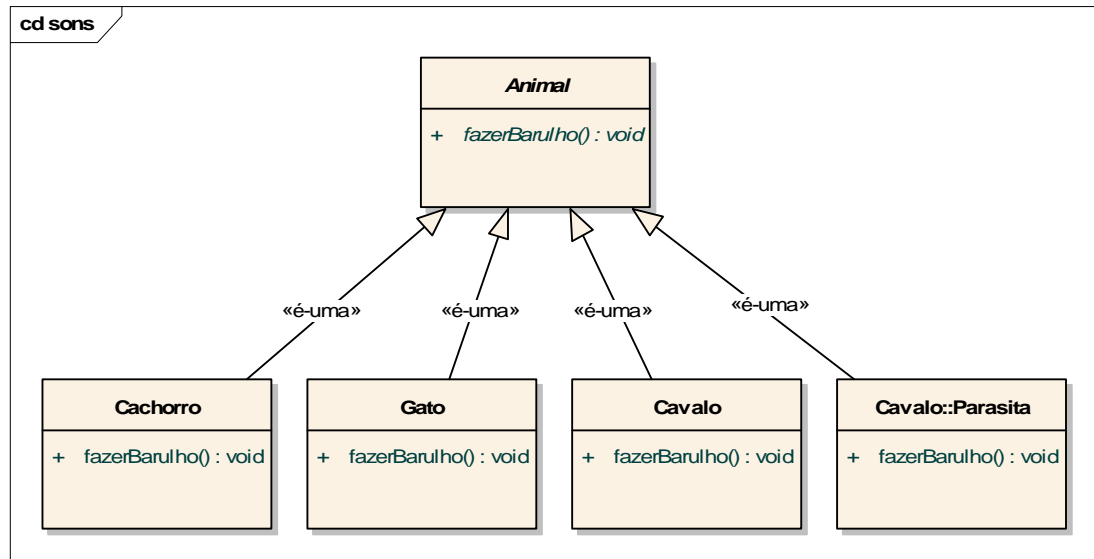 cd sons
Animal
+ fazerBarulho() : void
«é-uma» «é-uma» «é-uma» «é-uma»
Cachorro
+ fazerBarulho() : void
Gato
+ fazerBarulho() : void
Cavalo
+ fazerBarulho() : void
Cavalo::Parasita
+ fazerBarulho() : void